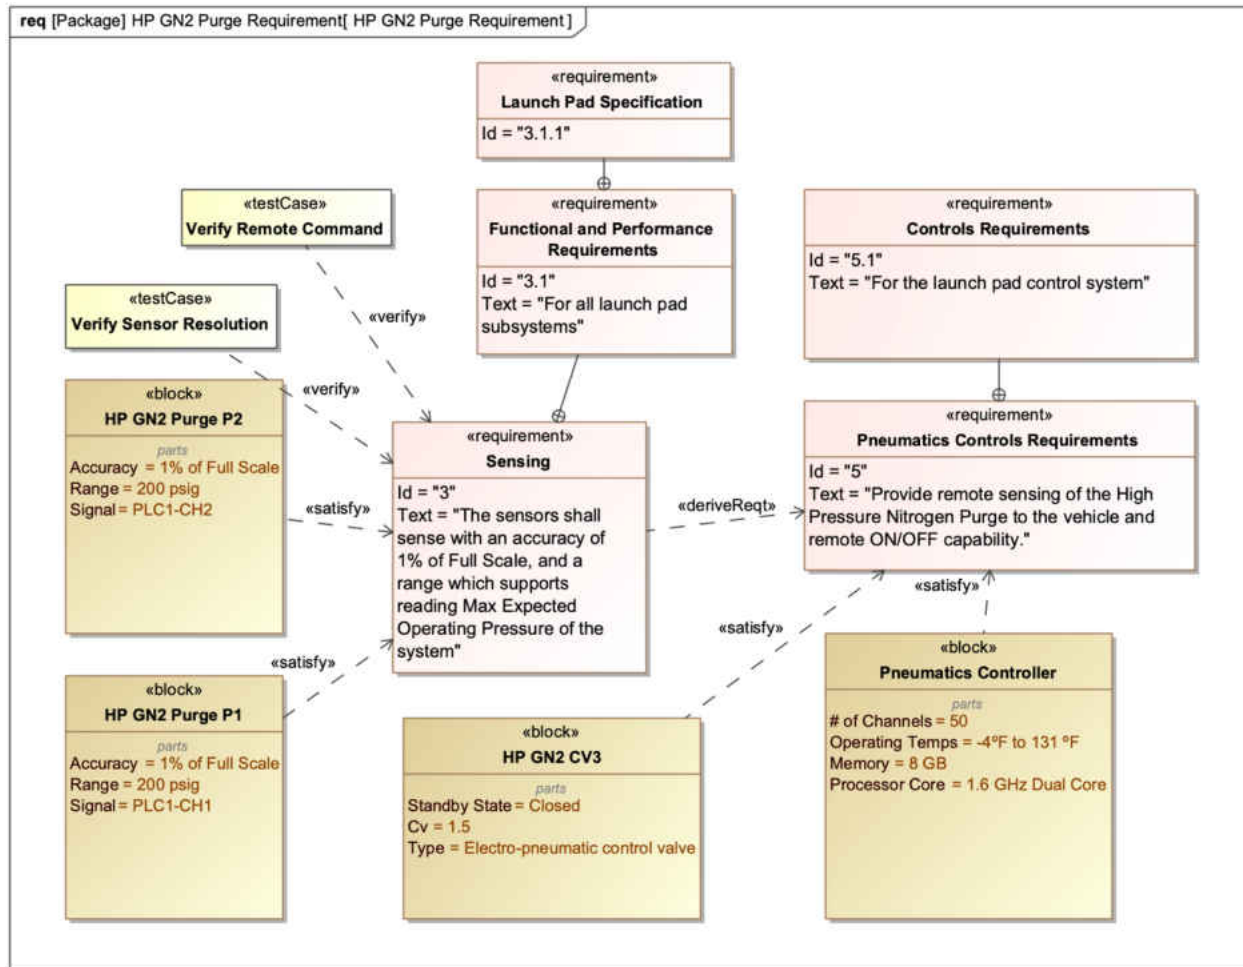 req [Package] HP GN2 Purge Requirement[ HP GN2 Purge Requirement ]
«requirement»
Launch Pad Specification
Id = "3.1.1"
«testCase»
Verify Remote Command
«requirement»
Functional and Performance
Requirements
Id = "3.1"
Text = "For all launch pad
subsystems"
«requirement»
Controls Requirements
Id = "5.1"
Text = "For the launch pad control system"
«testCase»
Verify Sensor Resolution
«verify»
«verify»
«block»
HP GN2 Purge P2
parts
Accuracy = 1% of Full Scale
Range = 200 psig
Signal = PLC1-CH2
«satisfy»
«requirement»
Sensing
Id = "3"
Text = "The sensors shall
sense with an accuracy of
1% of Full Scale, and a
range which supports
reading Max Expected
Operating Pressure of the
system"
«deriveReqt»
«requirement»
Pneumatics Controls Requirements
Id = "5"
Text = "Provide remote sensing of the High
Pressure Nitrogen Purge to the vehicle and
remote ON/OFF capability."
«satisfy»
«satisfy»
«satisfy»
«block»
HP GN2 Purge P1
parts
Accuracy = 1% of Full Scale
Range = 200 psig
Signal = PLC1-CH1
«block»
HP GN2 CV3
parts
Standby State = Closed
Cv = 1.5
Type = Electro-pneumatic control valve
«block»
Pneumatics Controller
parts
# of Channels = 50
Operating Temps = -4ºF to 131 ºF
Memory = 8 GB
Processor Core = 1.6 GHz Dual Core